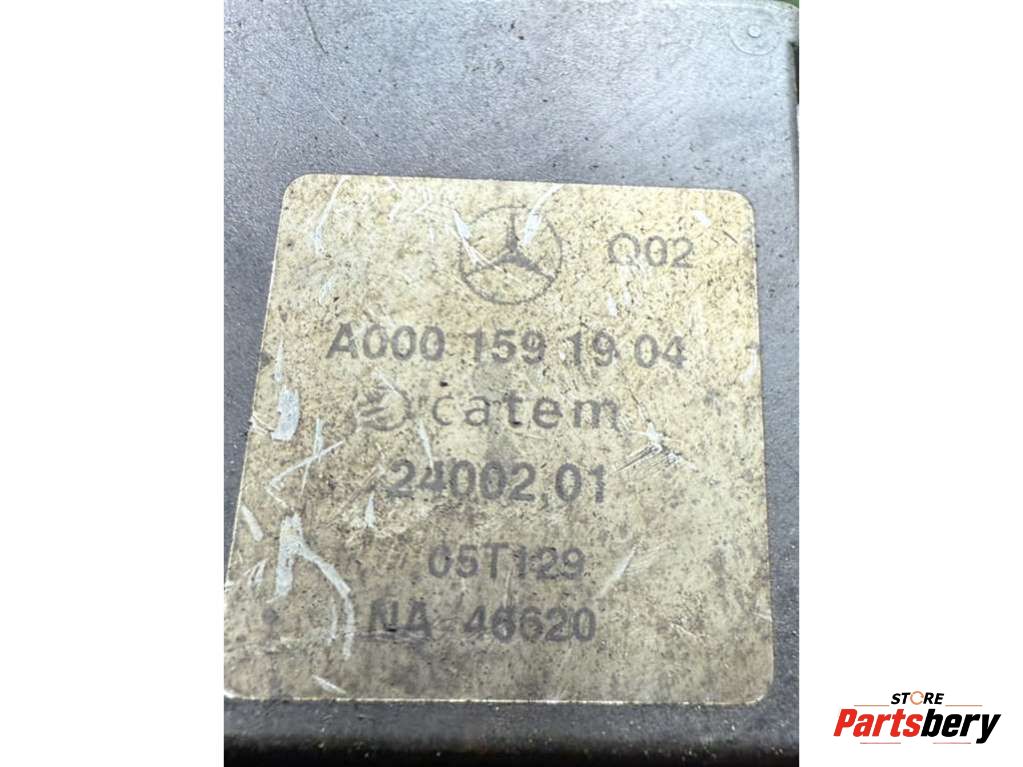 Q02
A000 159 19 04
catem
24002,01
05T129
NA 46620
STORE
Partsbery